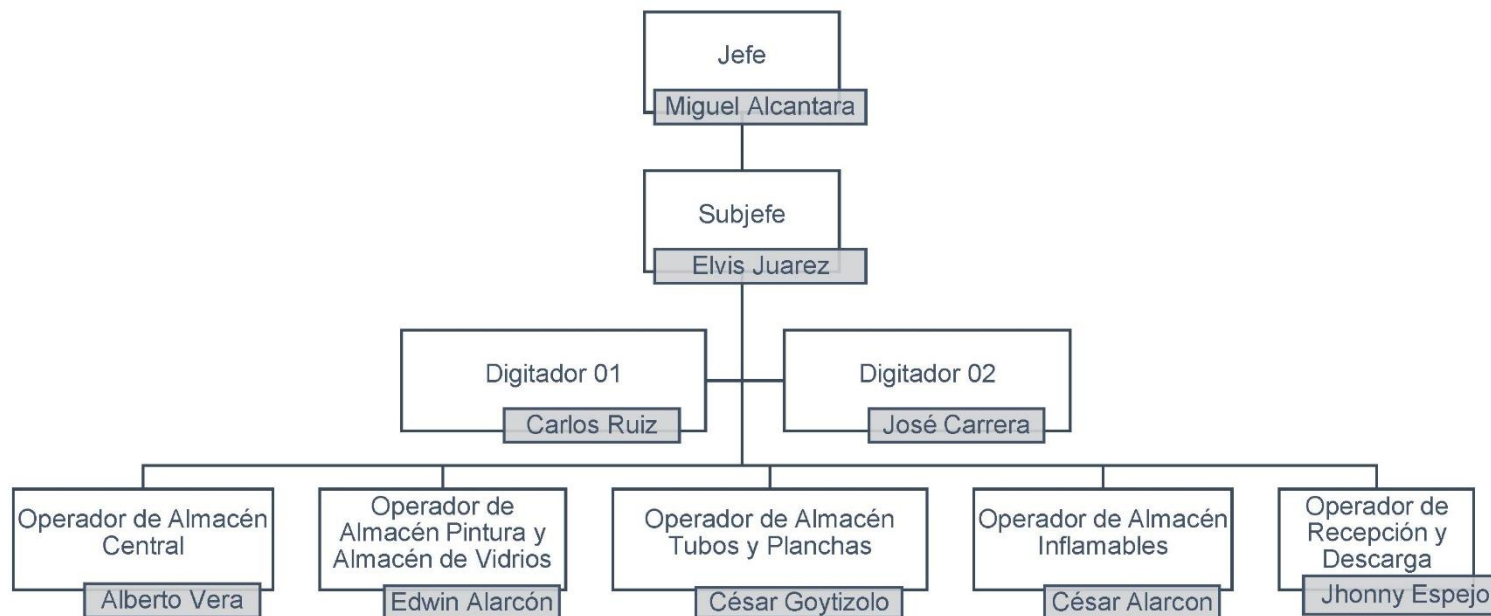 Jefe
Miguel Alcantara
Subjefe
Elvis Juarez
Digitador 01
Carlos Ruiz
Digitador 02
José Carrera
Operador de Almacén
Central
Alberto Vera
Operador de
Almacén Pintura y
Almacén de Vidrios
Edwin Alarcón
Operador de Almacén
Tubos y Planchas
César Goytizolo
Operador de Almacén
Inflamables
César Alarcon
Operador de
Recepción y
Descarga
Jhonny Espejo